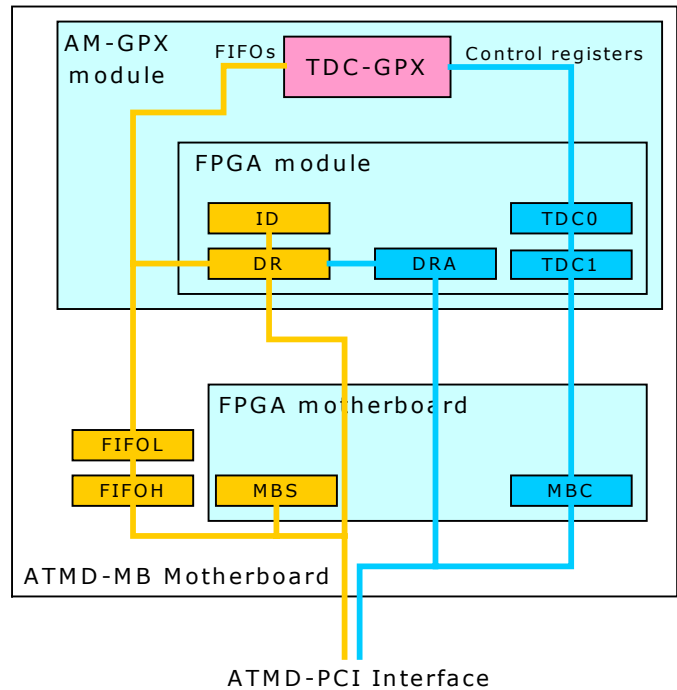 AM-GPX
module
FIFOs
TDC-GPX
Control registers
FPGA module
ID
TDC0
DR
DRA
TDC1
FPGA motherboard
FIFOL
FIFOH
MBS
MBC
ATMD-MB Motherboard
ATMD-PCI Interface